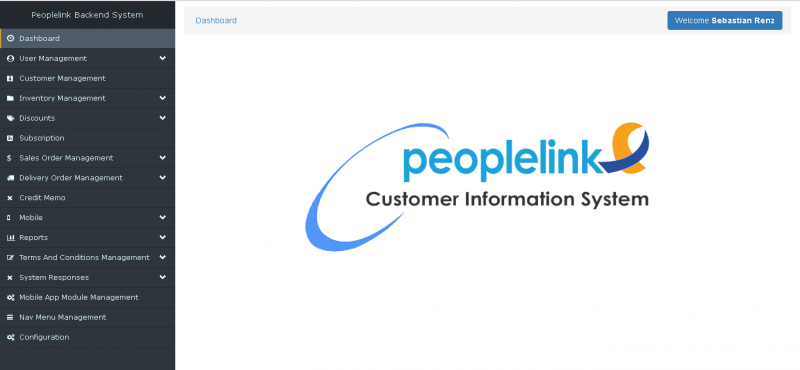 Peoplelink Backend System
Dashboard
User Management
Customer Management
Inventory Management
Discounts
Subscription
Sales Order Management
Delivery Order Management
Credit Memo
Mobile
Reports
Terms And Conditions Management
System Responses
Mobile App Module Management
Nav Menu Management
Configuration
Dashboard
Welcome Sebastian Renz
peoplelink
Customer Information System